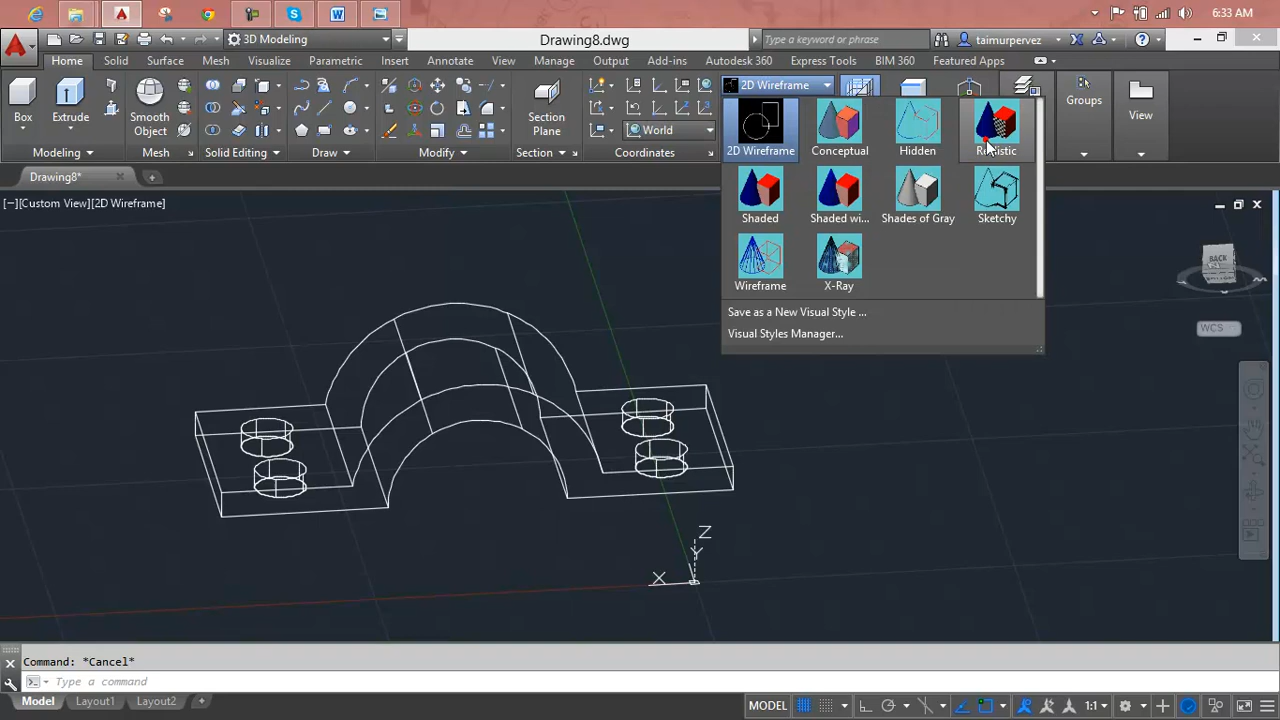 6:33 AM
3D Modeling
Drawing8.dwg
Type a keyword or phrase
taimurpervez
Home Solid Surface Mesh Visualize Parametric Insert Annotate View Manage Output Add-ins Autodesk 360 Express Tools BIM 360 Featured Apps
2D Wireframe
Box Extrude Smooth Object Section Plane World Groups View
Modeling Mesh Solid Editing Draw Modify Section Coordinates
2D Wireframe Conceptual Hidden Realistic
Shaded Shaded wi... Shades of Gray Sketchy
Wireframe X-Ray
Save as a New Visual Style ...
Visual Styles Manager...
Drawing8*
[−][Custom View][2D Wireframe]
BACK
WCS
Z
Y
X
Command: *Cancel*
Type a command
Model Layout1 Layout2
MODEL 1:1